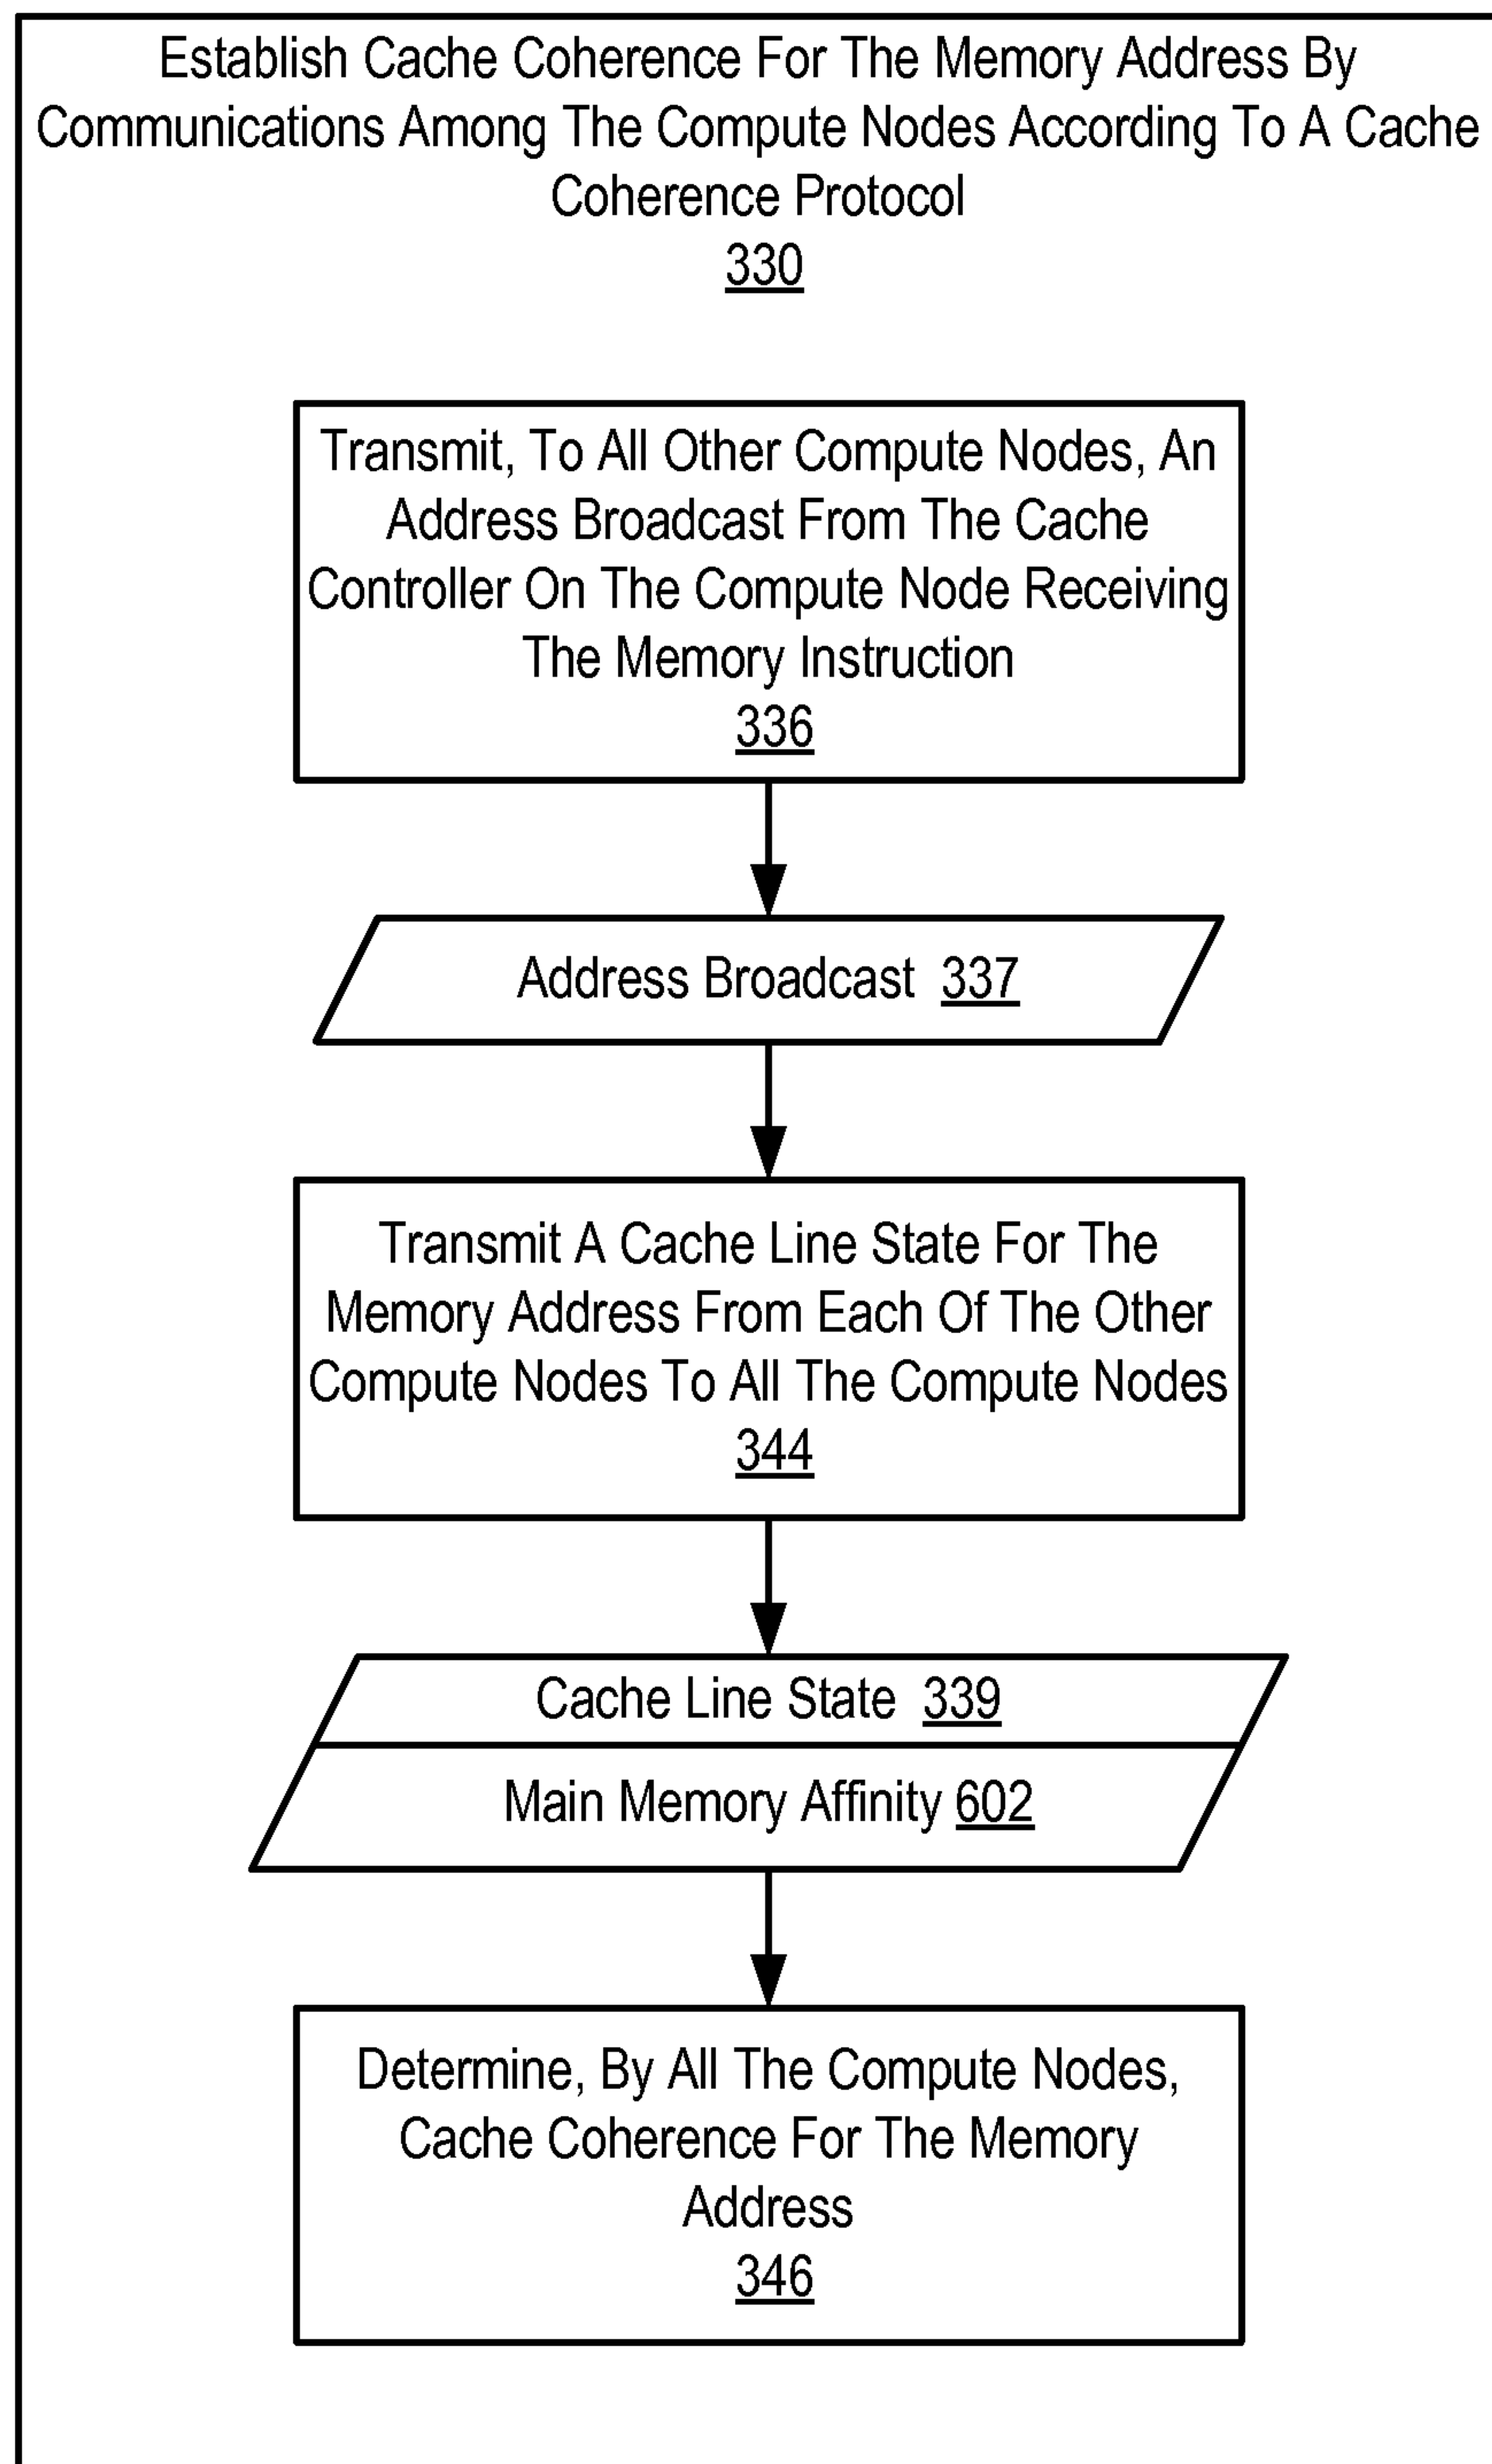 Establish Cache Coherence For The Memory Address By
Communications Among The Compute Nodes According To A Cache
Coherence Protocol
330
Transmit, To All Other Compute Nodes, An
Address Broadcast From The Cache
Controller On The Compute Node Receiving
The Memory Instruction
336
Address Broadcast 337
Transmit A Cache Line State For The
Memory Address From Each Of The Other
Compute Nodes To All The Compute Nodes
344
Cache Line State 339
Main Memory Affinity 602
Determine, By All The Compute Nodes,
Cache Coherence For The Memory
Address
346